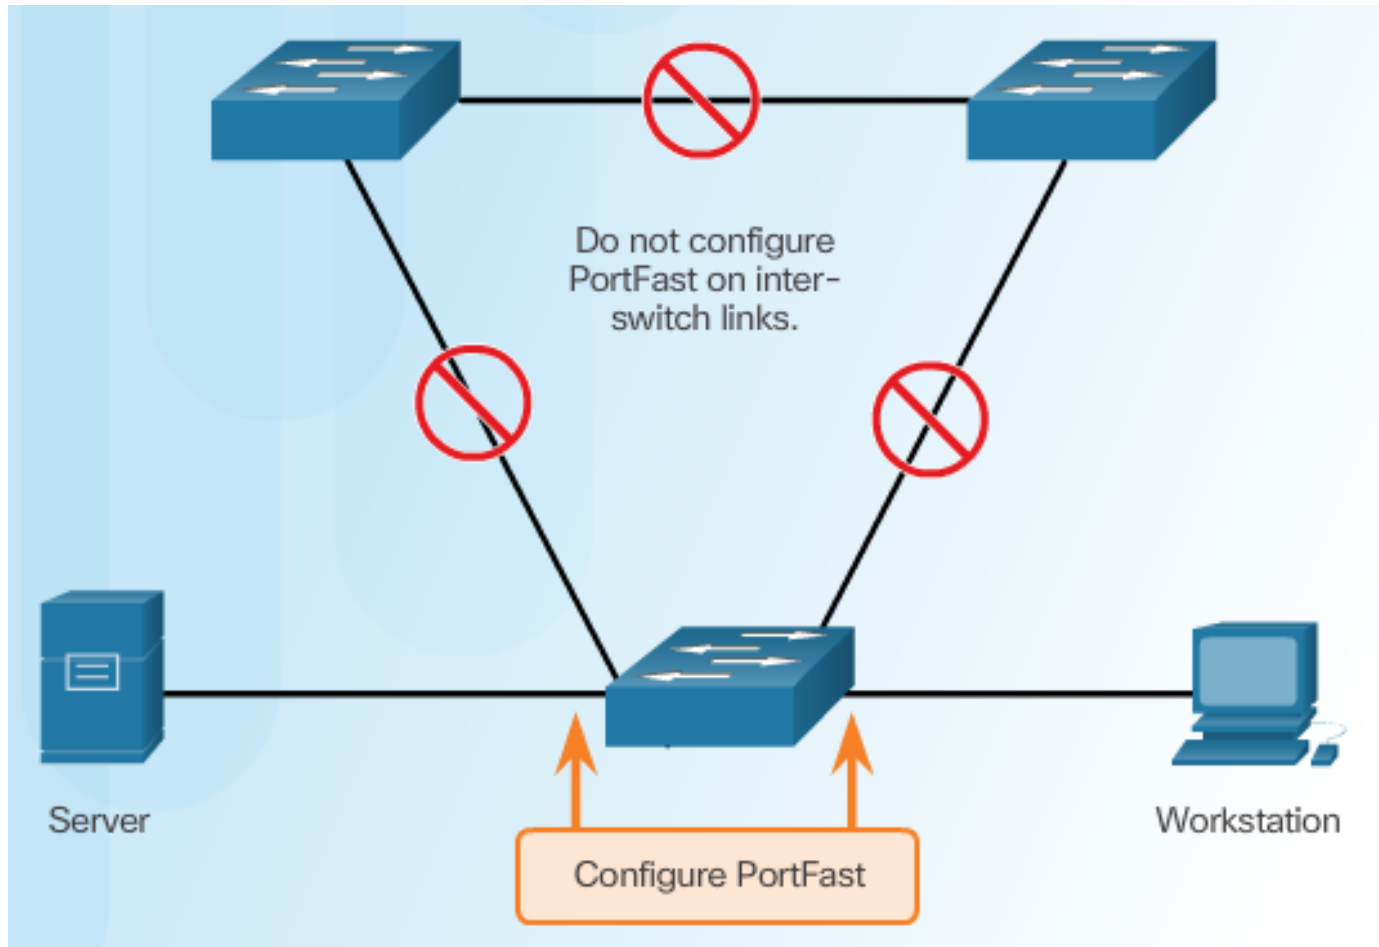 Do not configure
PortFast on inter-
switch links.
Server
Workstation
Configure PortFast